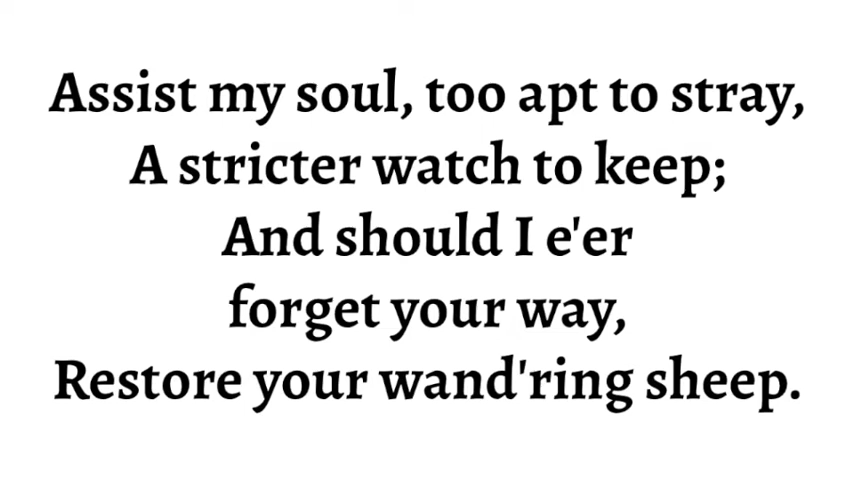 Assist my soul, too apt to stray,
A stricter watch to keep;
And should I e'er
forget your way,
Restore your wand'ring sheep.